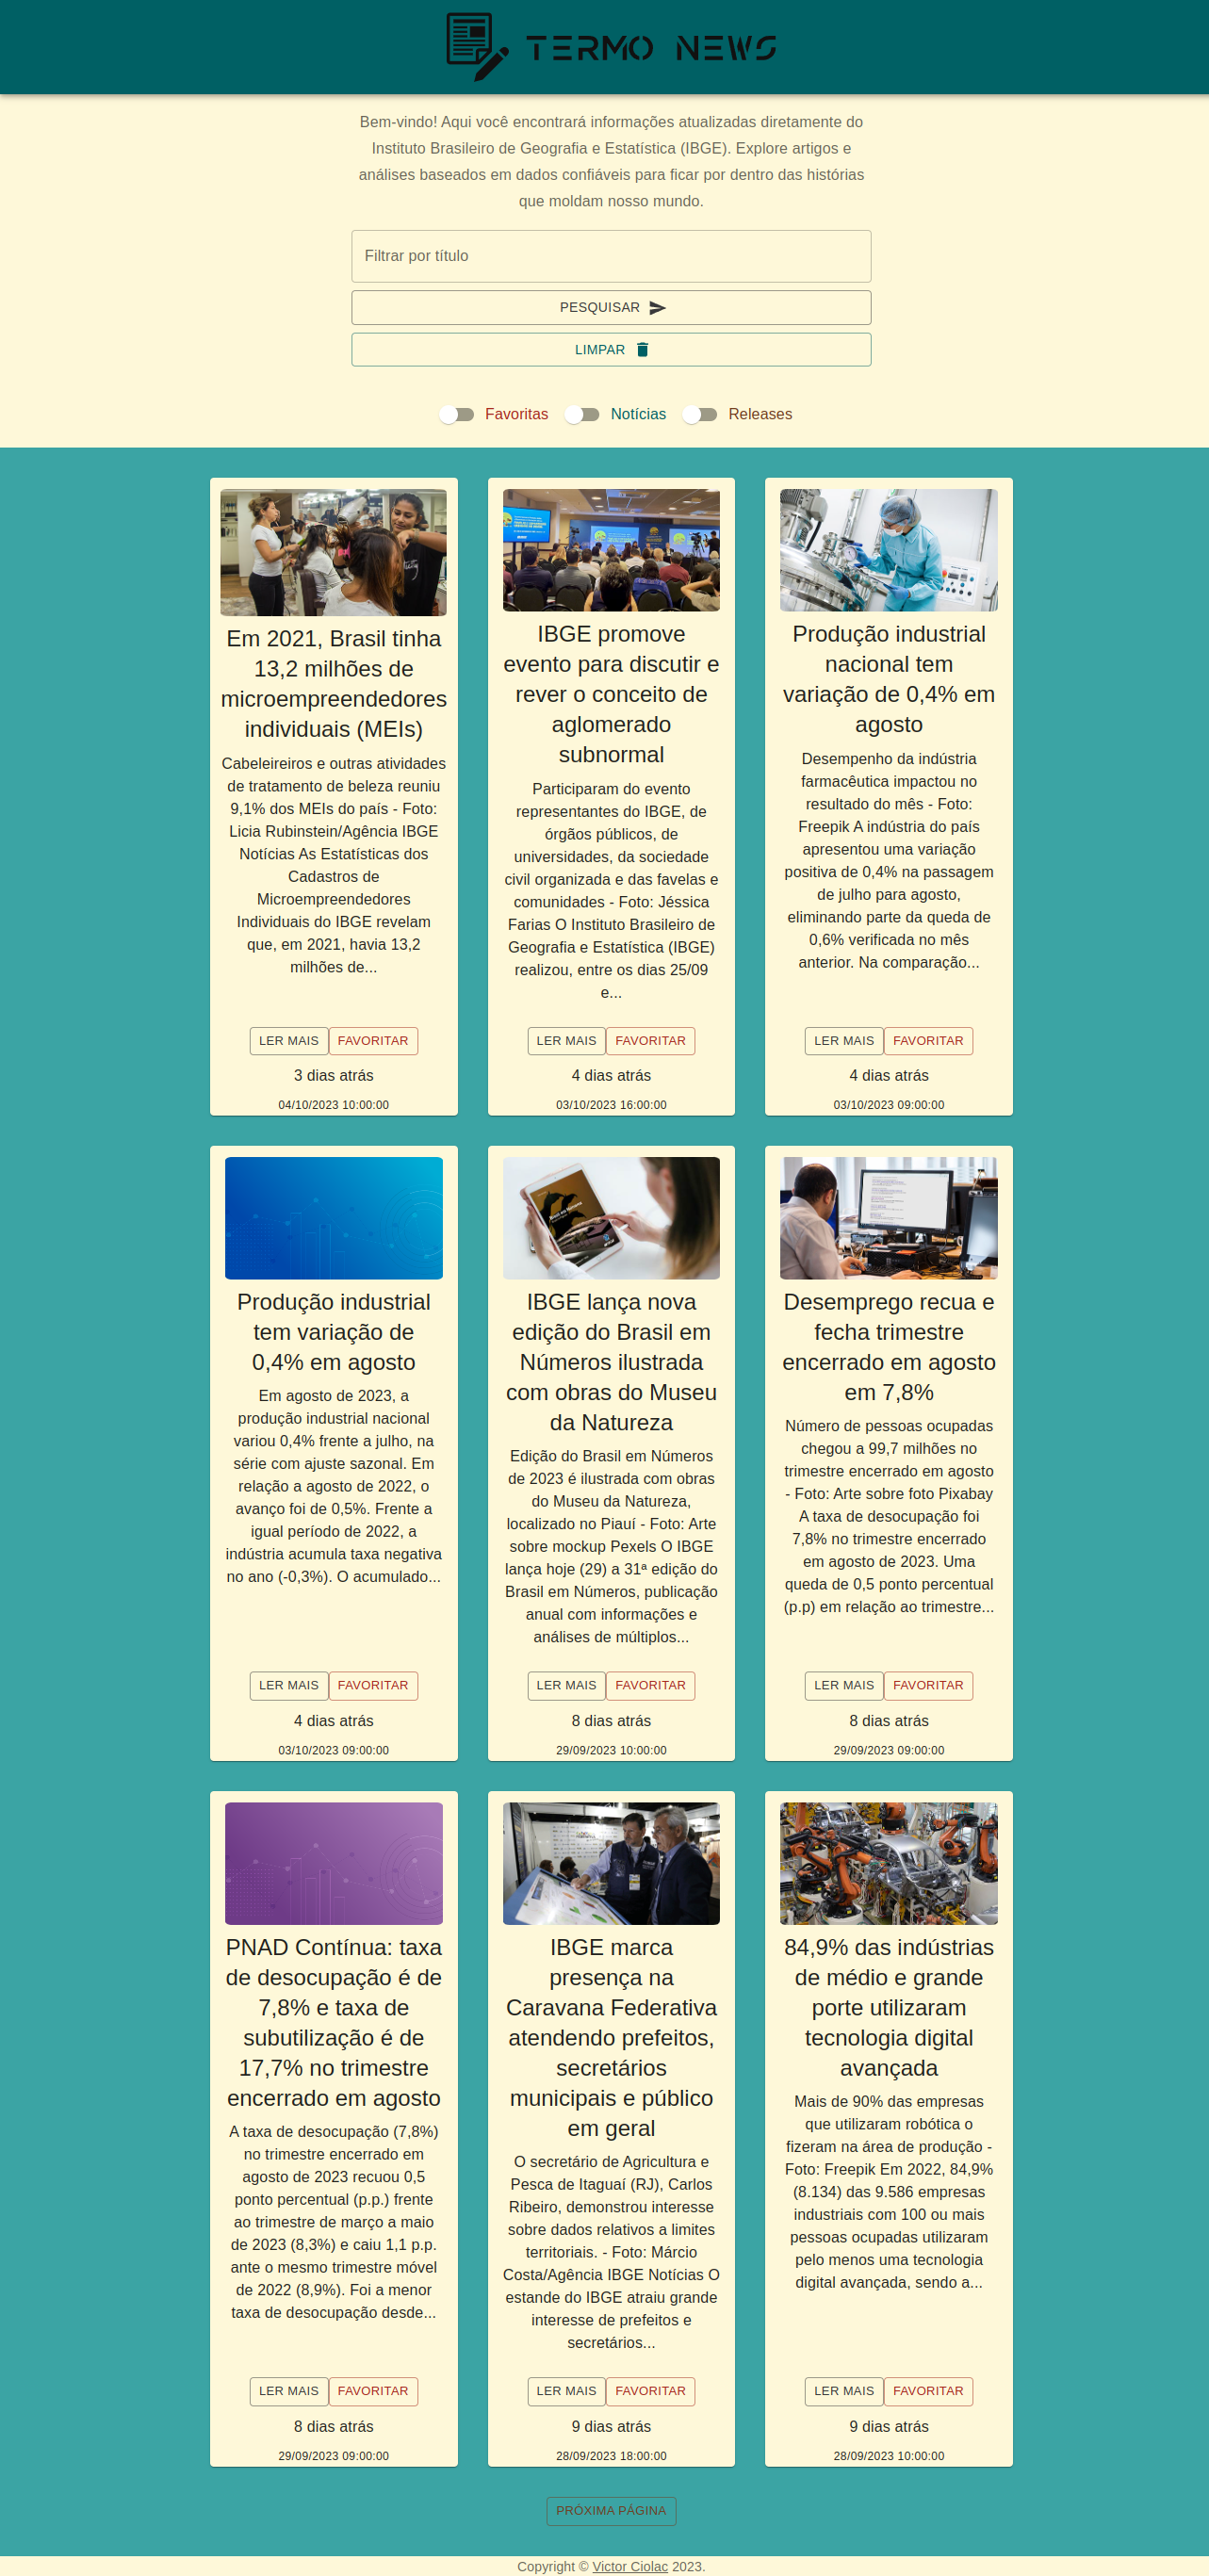 TERMO NEWS
Bem-vindo! Aqui você encontrará informações atualizadas diretamente do
Instituto Brasileiro de Geografia e Estatística (IBGE). Explore artigos e
análises baseados em dados confiáveis para ficar por dentro das histórias
que moldam nosso mundo.
Filtrar por título
PESQUISAR
LIMPAR
Favoritas
Notícias
Releases
Em 2021, Brasil tinha
13,2 milhões de
microempreendedores
individuais (MEIs)
Cabeleireiros e outras atividades
de tratamento de beleza reuniu
9,1% dos MEIs do país - Foto:
Licia Rubinstein/Agência IBGE
Notícias As Estatísticas dos
Cadastros de
Microempreendedores
Individuais do IBGE revelam
que, em 2021, havia 13,2
milhões de...
LER MAIS
FAVORITAR
3 dias atrás
04/10/2023 10:00:00
IBGE promove
evento para discutir e
rever o conceito de
aglomerado
subnormal
Participaram do evento
representantes do IBGE, de
órgãos públicos, de
universidades, da sociedade
civil organizada e das favelas e
comunidades - Foto: Jéssica
Farias O Instituto Brasileiro de
Geografia e Estatística (IBGE)
realizou, entre os dias 25/09
e...
LER MAIS
FAVORITAR
4 dias atrás
03/10/2023 16:00:00
Produção industrial
nacional tem
variação de 0,4% em
agosto
Desempenho da indústria
farmacêutica impactou no
resultado do mês - Foto:
Freepik A indústria do país
apresentou uma variação
positiva de 0,4% na passagem
de julho para agosto,
eliminando parte da queda de
0,6% verificada no mês
anterior. Na comparação...
LER MAIS
FAVORITAR
4 dias atrás
03/10/2023 09:00:00
Produção industrial
tem variação de
0,4% em agosto
Em agosto de 2023, a
produção industrial nacional
variou 0,4% frente a julho, na
série com ajuste sazonal. Em
relação a agosto de 2022, o
avanço foi de 0,5%. Frente a
igual período de 2022, a
indústria acumula taxa negativa
no ano (-0,3%). O acumulado...
LER MAIS
FAVORITAR
4 dias atrás
03/10/2023 09:00:00
IBGE lança nova
edição do Brasil em
Números ilustrada
com obras do Museu
da Natureza
Edição do Brasil em Números
de 2023 é ilustrada com obras
do Museu da Natureza,
localizado no Piauí - Foto: Arte
sobre mockup Pexels O IBGE
lança hoje (29) a 31ª edição do
Brasil em Números, publicação
anual com informações e
análises de múltiplos...
LER MAIS
FAVORITAR
8 dias atrás
29/09/2023 10:00:00
Desemprego recua e
fecha trimestre
encerrado em agosto
em 7,8%
Número de pessoas ocupadas
chegou a 99,7 milhões no
trimestre encerrado em agosto
- Foto: Arte sobre foto Pixabay
A taxa de desocupação foi
7,8% no trimestre encerrado
em agosto de 2023. Uma
queda de 0,5 ponto percentual
(p.p) em relação ao trimestre...
LER MAIS
FAVORITAR
8 dias atrás
29/09/2023 09:00:00
PNAD Contínua: taxa
de desocupação é de
7,8% e taxa de
subutilização é de
17,7% no trimestre
encerrado em agosto
A taxa de desocupação (7,8%)
no trimestre encerrado em
agosto de 2023 recuou 0,5
ponto percentual (p.p.) frente
ao trimestre de março a maio
de 2023 (8,3%) e caiu 1,1 p.p.
ante o mesmo trimestre móvel
de 2022 (8,9%). Foi a menor
taxa de desocupação desde...
LER MAIS
FAVORITAR
8 dias atrás
29/09/2023 09:00:00
IBGE marca
presença na
Caravana Federativa
atendendo prefeitos,
secretários
municipais e público
em geral
O secretário de Agricultura e
Pesca de Itaguaí (RJ), Carlos
Ribeiro, demonstrou interesse
sobre dados relativos a limites
territoriais. - Foto: Márcio
Costa/Agência IBGE Notícias O
estande do IBGE atraiu grande
interesse de prefeitos e
secretários...
LER MAIS
FAVORITAR
9 dias atrás
28/09/2023 18:00:00
84,9% das indústrias
de médio e grande
porte utilizaram
tecnologia digital
avançada
Mais de 90% das empresas
que utilizaram robótica o
fizeram na área de produção -
Foto: Freepik Em 2022, 84,9%
(8.134) das 9.586 empresas
industriais com 100 ou mais
pessoas ocupadas utilizaram
pelo menos uma tecnologia
digital avançada, sendo a...
LER MAIS
FAVORITAR
9 dias atrás
28/09/2023 10:00:00
PRÓXIMA PÁGINA
Copyright © Victor Ciolac 2023.